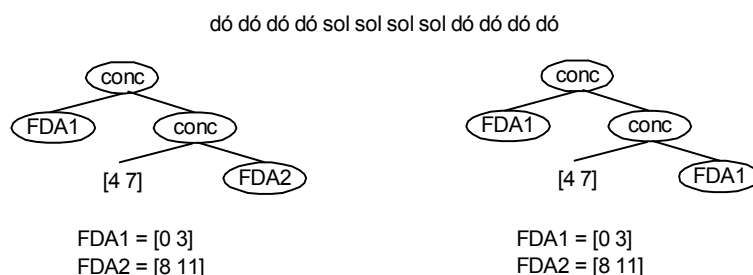 dó dó dó dó sol sol sol sol dó dó dó dó
conc
FDA1
conc
[4 7]
FDA2
FDA1 = [0 3]
FDA2 = [8 11]
conc
FDA1
conc
[4 7]
FDA1
FDA1 = [0 3]
FDA2 = [8 11]